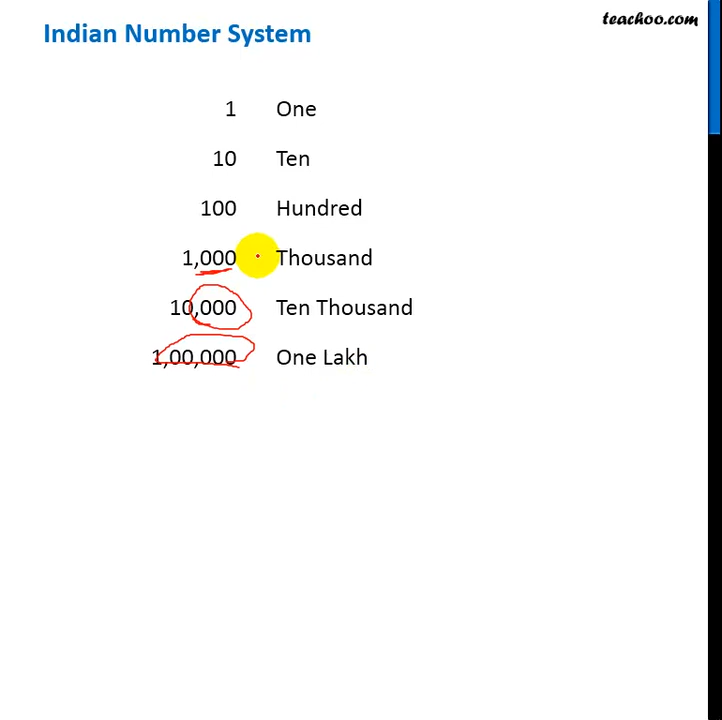 teachoo.com
Indian Number System
1 One
10 Ten
100 Hundred
1,000 Thousand
10,000 Ten Thousand
1,00,000 One Lakh